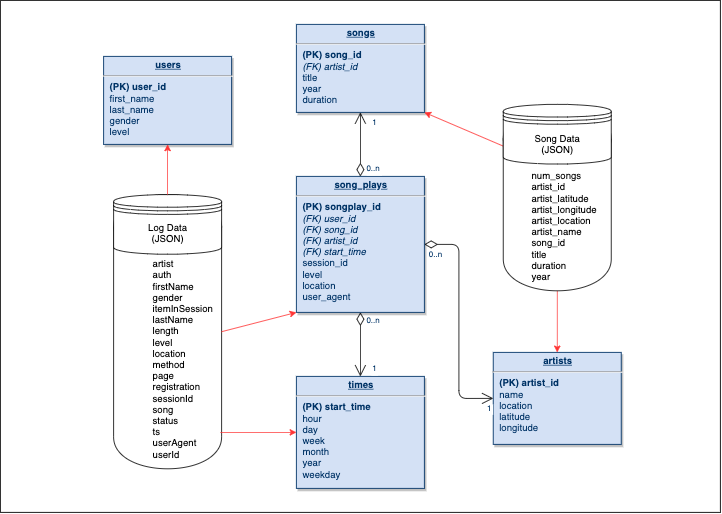 songs
(PK) song_id
(FK) artist_id
title
year
duration
users
(PK) user_id
first_name
last_name
gender
level
1
0..n
Song Data
(JSON)
num_songs
artist_id
artist_latitude
artist_longitude
artist_location
artist_name
song_id
title
duration
year
song_plays
(PK) songplay_id
(FK) user_id
(FK) song_id
(FK) artist_id
(FK) start_time
session_id
level
location
user_agent
0..n
0..n
1
1
Log Data
(JSON)
artist
auth
firstName
gender
itemInSession
lastName
length
level
location
method
page
registration
sessionId
song
status
ts
userAgent
userId
times
(PK) start_time
hour
day
week
month
year
weekday
artists
(PK) artist_id
name
location
latitude
longitude